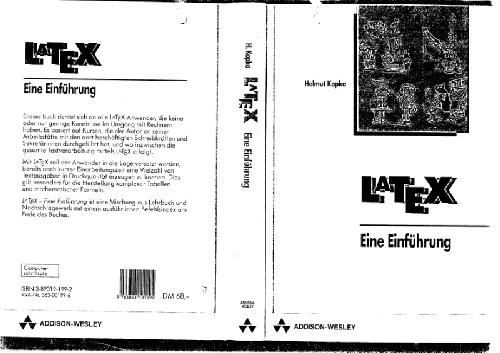 LATEX
Eine Einführung
Dieses Buch richtet sich an alle LATEX-Anwender, die keine
oder nur geringe Kenntnisse im Umgang mit Rechnern
haben. Es basiert auf Kursen, die der Autor an seiner
Arbeitsstätte mit den dort beschäftigten Schreibkräften und
Sekretärinnen durchgeführt hat, und wo inzwischen die
gesamte Textverarbeitung mittels LATEX erfolgt.
Mit LATEX soll der Anwender in die Lage versetzt werden,
bereits nach kurzer Einarbeitungszeit eine Vielzahl von
Textausgaben in Druckqualität erzeugen zu können. Dies
gilt besonders für die Herstellung komplexer Tabellen
und mathematischer Formeln.
LATEX – Eine Einführung ist eine Mischung aus Lehrbuch und
Nachschlagewerk mit einem ausführlichen Befehlsindex am
Ende des Buches.
Computer-
ISBN 3-89319-199-2
DM 68,–
ADDISON-WESLEY
H. Kopka
LATEX
Eine Einführung
ADDISON
WESLEY
Helmut Kopka
LATEX
Eine Einführung
ADDISON-WESLEY